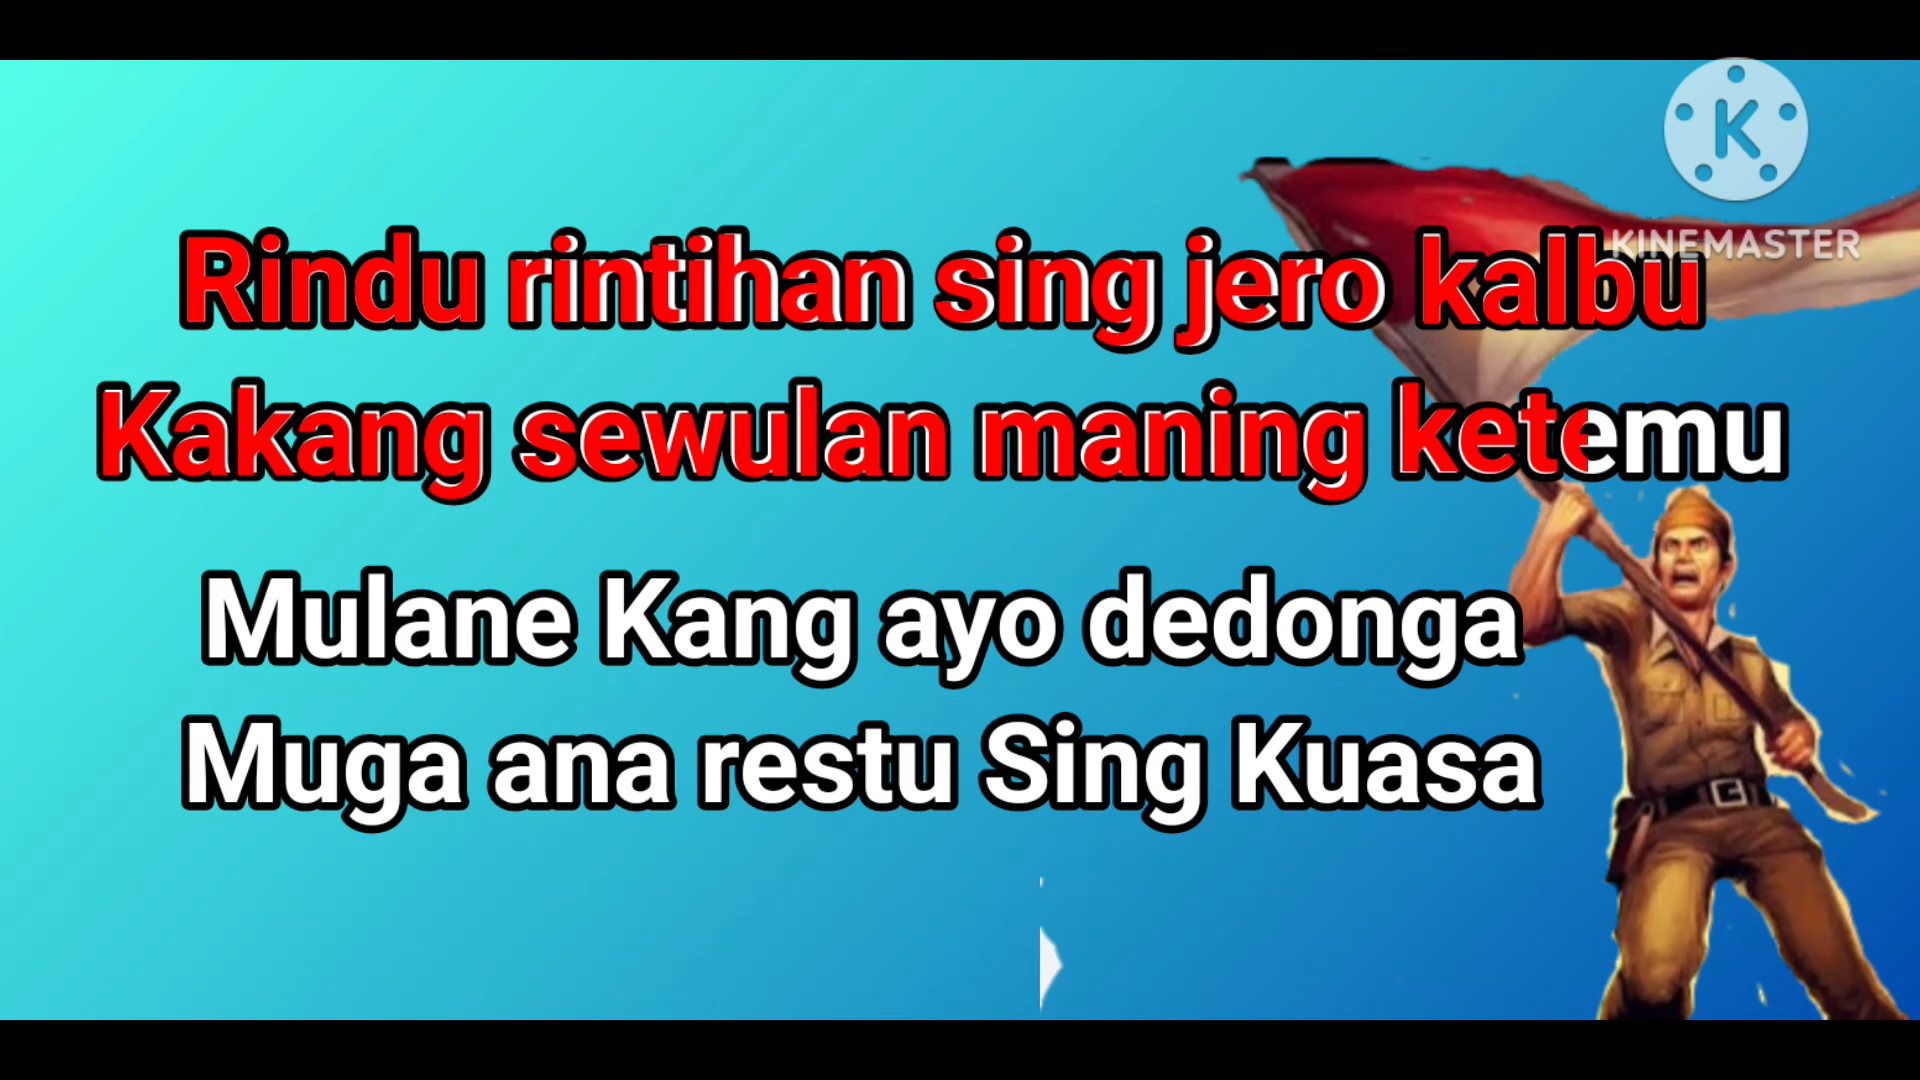 K
KINEMASTER
Rindu rintihan sing jero kalbu
Kakang sewulan maning ketemu
Mulane Kang ayo dedonga
Muga ana restu Sing Kuasa